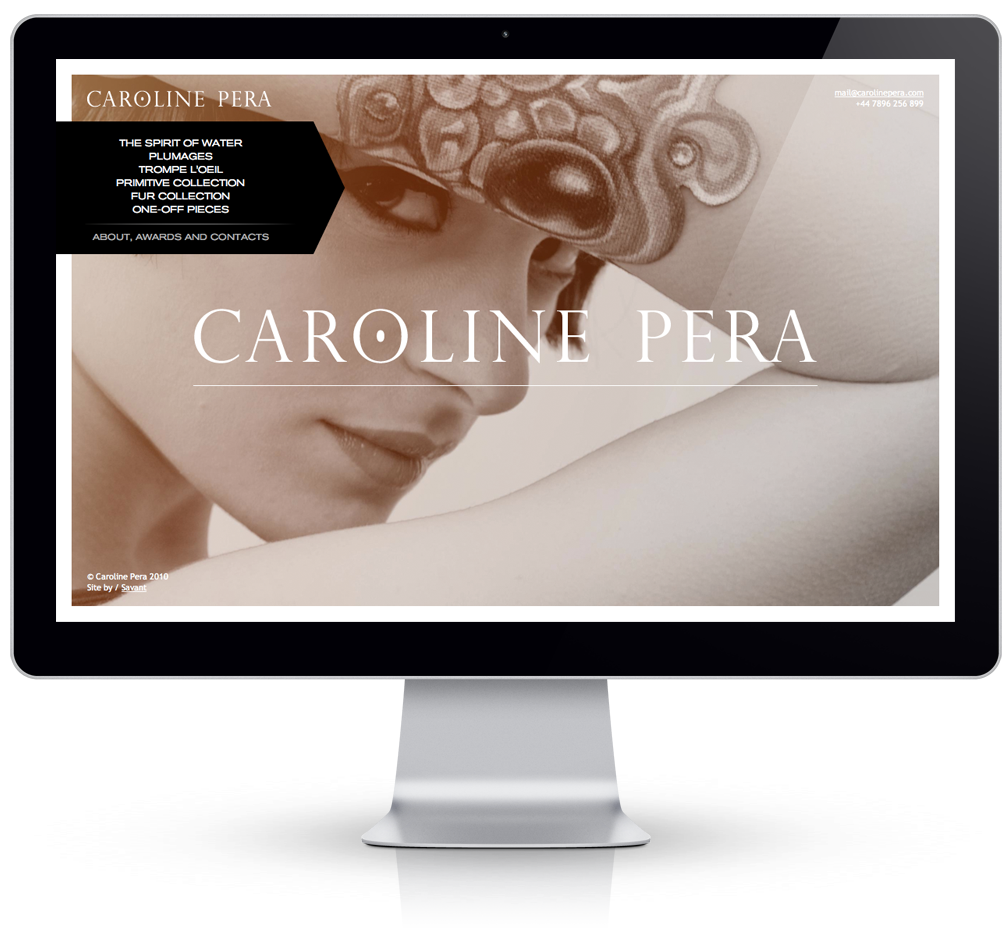 CAROLINE PERA
mail@carolinepera.com
+44 7896 256 899
THE SPIRIT OF WATER
PLUMAGES
TROMPE L'OEIL
PRIMITIVE COLLECTION
FUR COLLECTION
ONE-OFF PIECES
ABOUT, AWARDS AND CONTACTS
CAROLINE PERA
© Caroline Pera 2010
Site by / Savant